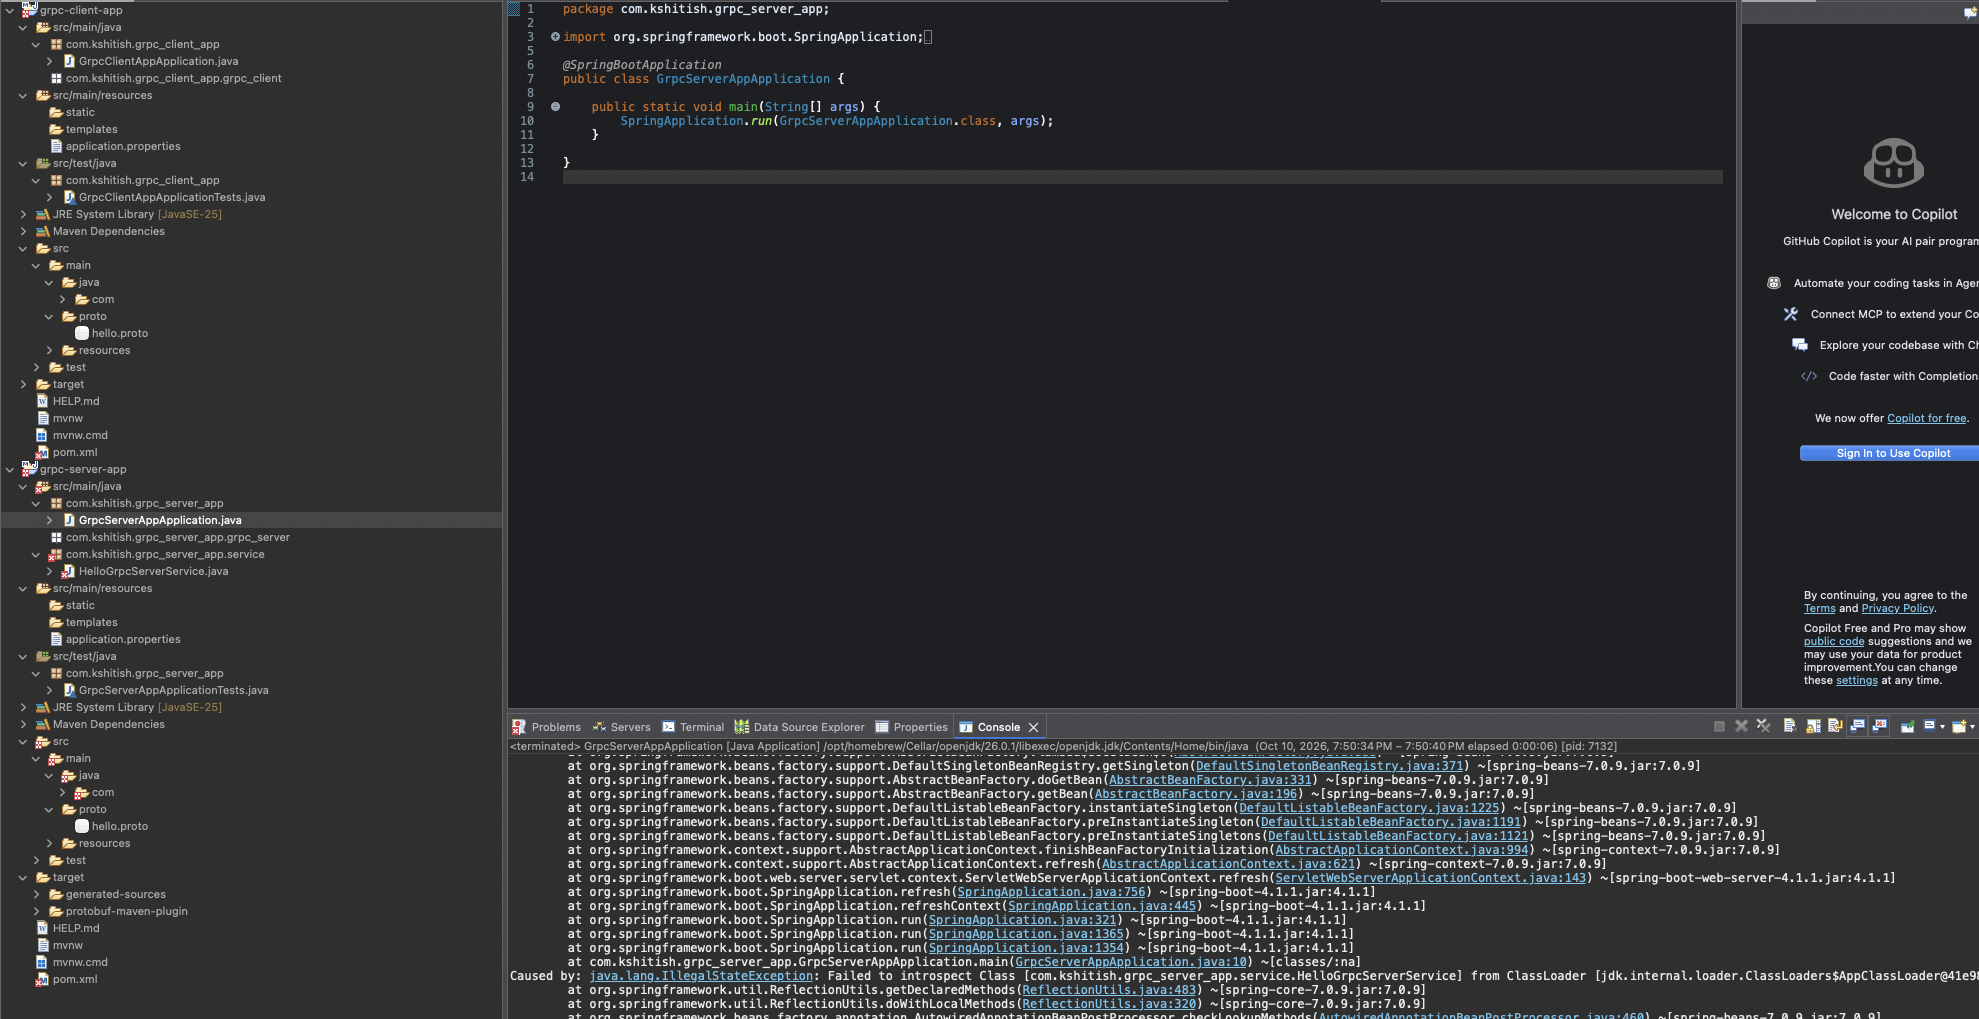 grpc-client-app
src/main/java
com.kshitish.grpc_client_app
GrpcClientAppApplication.java
com.kshitish.grpc_client_app.grpc_client
src/main/resources
static
templates
application.properties
src/test/java
com.kshitish.grpc_client_app
GrpcClientAppApplicationTests.java
JRE System Library [JavaSE-25]
Maven Dependencies
src
main
java
com
proto
hello.proto
resources
test
target
HELP.md
mvnw
mvnw.cmd
pom.xml
grpc-server-app
src/main/java
com.kshitish.grpc_server_app
GrpcServerAppApplication.java
com.kshitish.grpc_server_app.grpc_server
com.kshitish.grpc_server_app.service
HelloGrpcServerService.java
src/main/resources
static
templates
application.properties
src/test/java
com.kshitish.grpc_server_app
GrpcServerAppApplicationTests.java
JRE System Library [JavaSE-25]
Maven Dependencies
src
main
java
com
proto
hello.proto
resources
test
target
generated-sources
protobuf-maven-plugin
HELP.md
mvnw
mvnw.cmd
pom.xml
1 package com.kshitish.grpc_server_app;
2
3 import org.springframework.boot.SpringApplication;
5
6 @SpringBootApplication
7 public class GrpcServerAppApplication {
8
9 public static void main(String[] args) {
10 SpringApplication.run(GrpcServerAppApplication.class, args);
11 }
12
13 }
14
Welcome to Copilot
GitHub Copilot is your AI pair program
Automate your coding tasks in Agen
Connect MCP to extend your Co
Explore your codebase with Ch
Code faster with Completion
We now offer Copilot for free.
Sign In to Use Copilot
By continuing, you agree to the
Terms and Privacy Policy.
Copilot Free and Pro may show
public code suggestions and we
may use your data for product
improvement.You can change
these settings at any time.
Problems Servers Terminal Data Source Explorer Properties Console
<terminated> GrpcServerAppApplication [Java Application] /opt/homebrew/Cellar/openjdk/26.0.1/libexec/openjdk.jdk/Contents/Home/bin/java (Oct 10, 2026, 7:50:34 PM – 7:50:40 PM elapsed 0:00:06) [pid: 7132]
at org.springframework.beans.factory.support.DefaultSingletonBeanRegistry.getSingleton(DefaultSingletonBeanRegistry.java:371) ~[spring-beans-7.0.9.jar:7.0.9]
at org.springframework.beans.factory.support.AbstractBeanFactory.doGetBean(AbstractBeanFactory.java:331) ~[spring-beans-7.0.9.jar:7.0.9]
at org.springframework.beans.factory.support.AbstractBeanFactory.getBean(AbstractBeanFactory.java:196) ~[spring-beans-7.0.9.jar:7.0.9]
at org.springframework.beans.factory.support.DefaultListableBeanFactory.instantiateSingleton(DefaultListableBeanFactory.java:1225) ~[spring-beans-7.0.9.jar:7.0.9]
at org.springframework.beans.factory.support.DefaultListableBeanFactory.preInstantiateSingleton(DefaultListableBeanFactory.java:1191) ~[spring-beans-7.0.9.jar:7.0.9]
at org.springframework.beans.factory.support.DefaultListableBeanFactory.preInstantiateSingletons(DefaultListableBeanFactory.java:1121) ~[spring-beans-7.0.9.jar:7.0.9]
at org.springframework.context.support.AbstractApplicationContext.finishBeanFactoryInitialization(AbstractApplicationContext.java:994) ~[spring-context-7.0.9.jar:7.0.9]
at org.springframework.context.support.AbstractApplicationContext.refresh(AbstractApplicationContext.java:621) ~[spring-context-7.0.9.jar:7.0.9]
at org.springframework.boot.web.server.servlet.context.ServletWebServerApplicationContext.refresh(ServletWebServerApplicationContext.java:143) ~[spring-boot-web-server-4.1.1.jar:4.1.1]
at org.springframework.boot.SpringApplication.refresh(SpringApplication.java:756) ~[spring-boot-4.1.1.jar:4.1.1]
at org.springframework.boot.SpringApplication.refreshContext(SpringApplication.java:445) ~[spring-boot-4.1.1.jar:4.1.1]
at org.springframework.boot.SpringApplication.run(SpringApplication.java:321) ~[spring-boot-4.1.1.jar:4.1.1]
at org.springframework.boot.SpringApplication.run(SpringApplication.java:1365) ~[spring-boot-4.1.1.jar:4.1.1]
at org.springframework.boot.SpringApplication.run(SpringApplication.java:1354) ~[spring-boot-4.1.1.jar:4.1.1]
at com.kshitish.grpc_server_app.GrpcServerAppApplication.main(GrpcServerAppApplication.java:10) ~[classes/:na]
Caused by: java.lang.IllegalStateException: Failed to introspect Class [com.kshitish.grpc_server_app.service.HelloGrpcServerService] from ClassLoader [jdk.internal.loader.ClassLoaders$AppClassLoader@41e98
at org.springframework.util.ReflectionUtils.getDeclaredMethods(ReflectionUtils.java:483) ~[spring-core-7.0.9.jar:7.0.9]
at org.springframework.util.ReflectionUtils.doWithLocalMethods(ReflectionUtils.java:320) ~[spring-core-7.0.9.jar:7.0.9]
at org.springframework.beans.factory.annotation.AutowiredAnnotationBeanPostProcessor.checkLookupMethods(AutowiredAnnotationBeanPostProcessor.java:460) ~[spring-beans-7.0.9.jar:7.0.9]